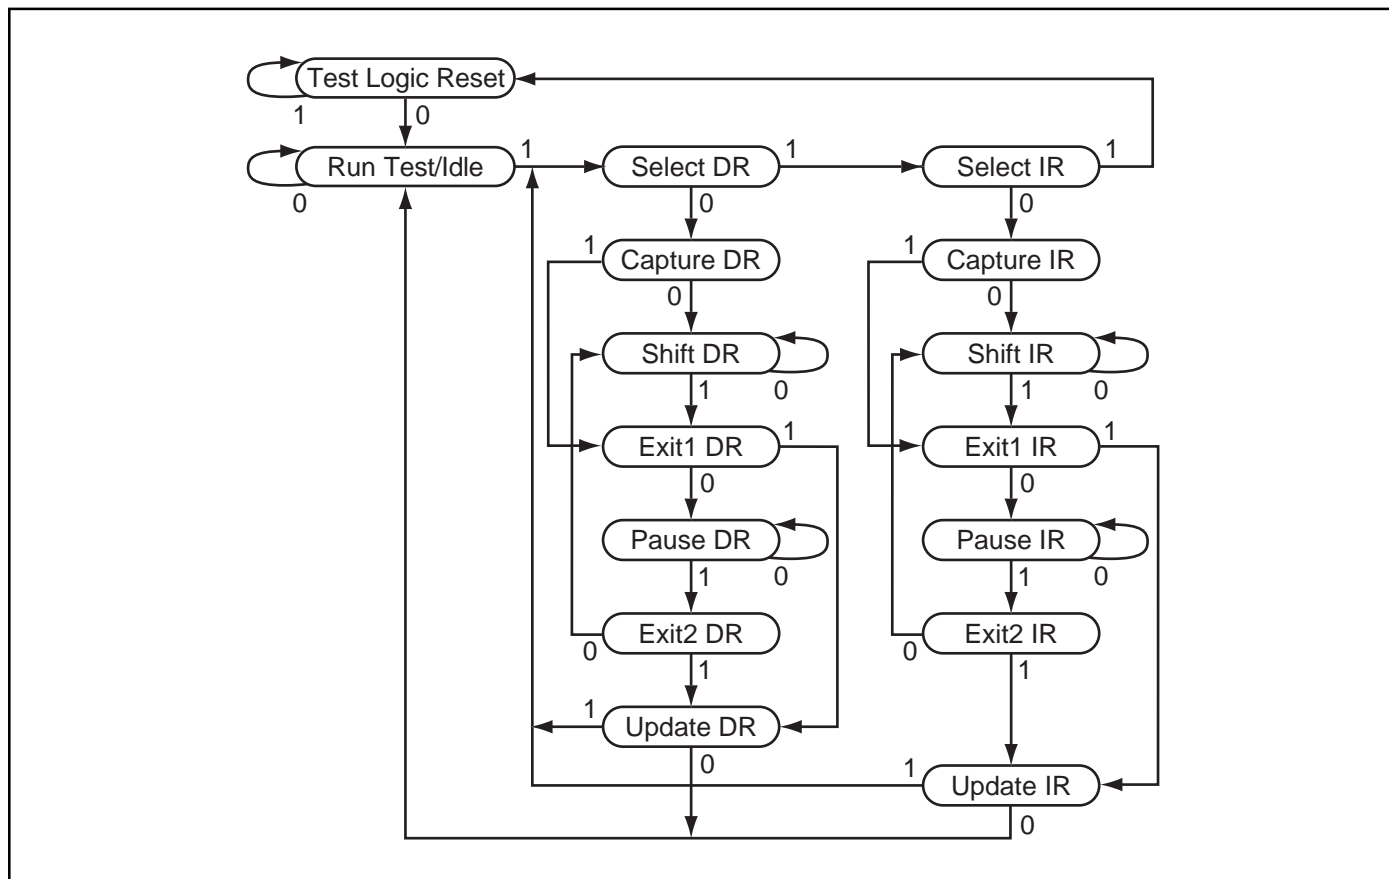 Test Logic Reset
1
0
Run Test/Idle
1
0
Select DR
1
0
Select IR
1
0
1
Capture DR
0
1
Capture IR
0
Shift DR
0
1
Shift IR
0
1
Exit1 DR
1
0
Exit1 IR
1
0
Pause DR
0
1
Pause IR
0
1
Exit2 DR
0
1
Exit2 IR
0
1
1
Update DR
0
1
Update IR
0